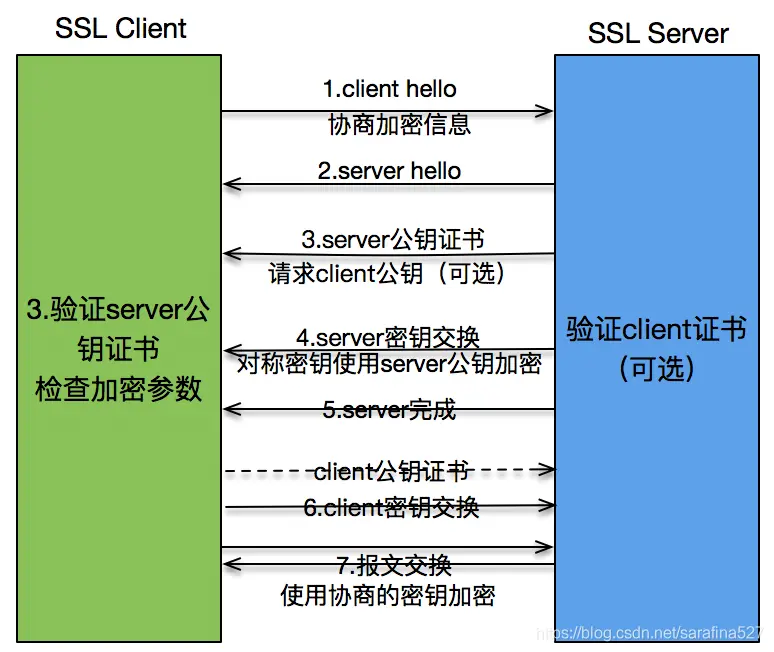 SSL Client
SSL Server
1.client hello
协商加密信息
2.server hello
3.server公钥证书
请求client公钥（可选）
3.验证server公
钥证书
检查加密参数
4.server密钥交换
对称密钥使用server公钥加密
验证client证书
（可选）
5.server完成
client公钥证书
6.client密钥交换
7.报文交换
使用协商的密钥加密
https://blog.csdn.net/sarafina527